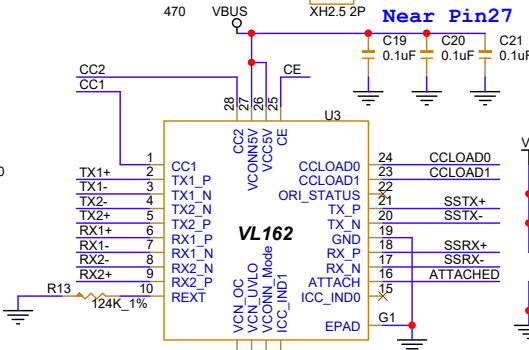 470
VBUS
XH2.5 2P
Near Pin27
C19
0.1uF
C20
0.1uF
C21
0.1uF
CC2
CC1
CE
28
27
26
25
U3
CC2
VCONN5V
VCC5V
CE
1
CC1
CCLOAD0
24
CCLOAD0
TX1+
2
TX1_P
CCLOAD1
23
CCLOAD1
TX1-
3
TX1_N
ORI_STATUS
22
TX2-
4
TX2_N
TX_P
21
SSTX+
TX2+
5
TX2_P
TX_N
20
SSTX-
RX1+
6
RX1_P
GND
19
RX1-
7
RX1_N
RX_P
18
SSRX+
RX2-
8
RX2_N
RX_N
17
SSRX-
RX2+
9
RX2_P
ATTACH
16
ATTACHED
10
REXT
ICC_IND0
15
VL162
R13
124K_1%
VCN_OC
VCN_UVLO
VCONN_Mode
ICC_IND1
EPAD
G1